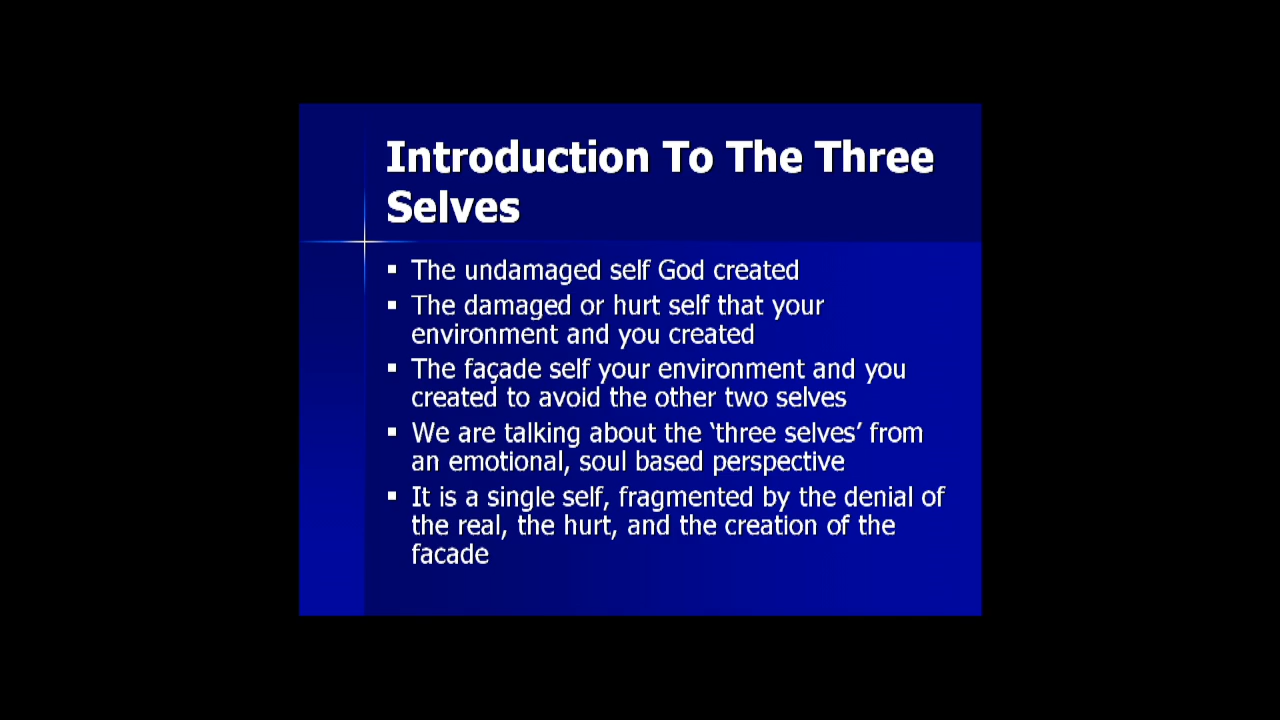 Introduction To The Three
Selves
▪ The undamaged self God created
▪ The damaged or hurt self that your
environment and you created
▪ The façade self your environment and you
created to avoid the other two selves
▪ We are talking about the ‘three selves’ from
an emotional, soul based perspective
▪ It is a single self, fragmented by the denial of
the real, the hurt, and the creation of the
facade